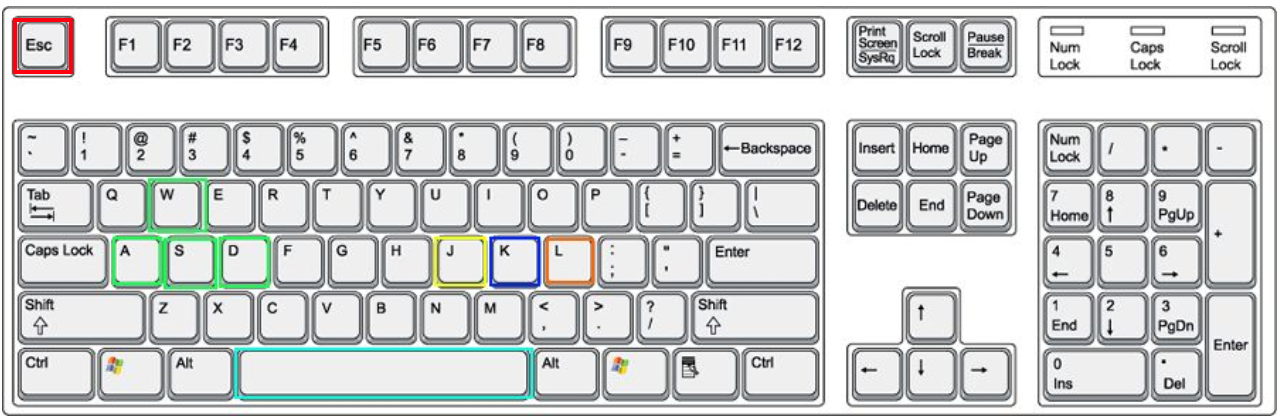 Esc F1 F2 F3 F4 F5 F6 F7 F8 F9 F10 F11 F12
Print
Screen
SysRq
Scroll
Lock
Pause
Break
Num
Lock
Caps
Lock
Scroll
Lock
~ ! @ # $ % ^ & * ( ) _ +
` 1 2 3 4 5 6 7 8 9 0 - = ←Backspace
Insert Home Page
Up
Num
Lock
/ * -
Tab Q W E R T Y U I O P { } |
[ ] \
Delete End Page
Down
7
Home
8
↑
9
PgUp
+
Caps Lock A S D F G H J K L : " Enter
; '
4
←
5
6
→
Shift Z X C V B N M < > ? Shift
, . /
↑
1
End
2
↓
3
PgDn
Enter
Ctrl Alt Alt Ctrl
← ↓ →
0
Ins
.
Del